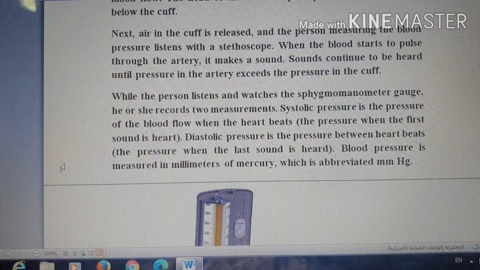 below the cuff.
Made with KINEMASTER
Next, air in the cuff is released, and the person measuring the blood
pressure listens with a stethoscope. When the blood starts to pulse
through the artery, it makes a sound. Sounds continue to be heard
until pressure in the artery exceeds the pressure in the cuff.
While the person listens and watches the sphygmomanometer gauge,
he or she records two measurements. Systolic pressure is the pressure
of the blood flow when the heart beats (the pressure when the first
sound is heart). Diastolic pressure is the pressure between heart beats
(the pressure when the last sound is heard). Blood pressure is
measured in millimeters of mercury, which is abbreviated mm Hg.
124%
EN
W